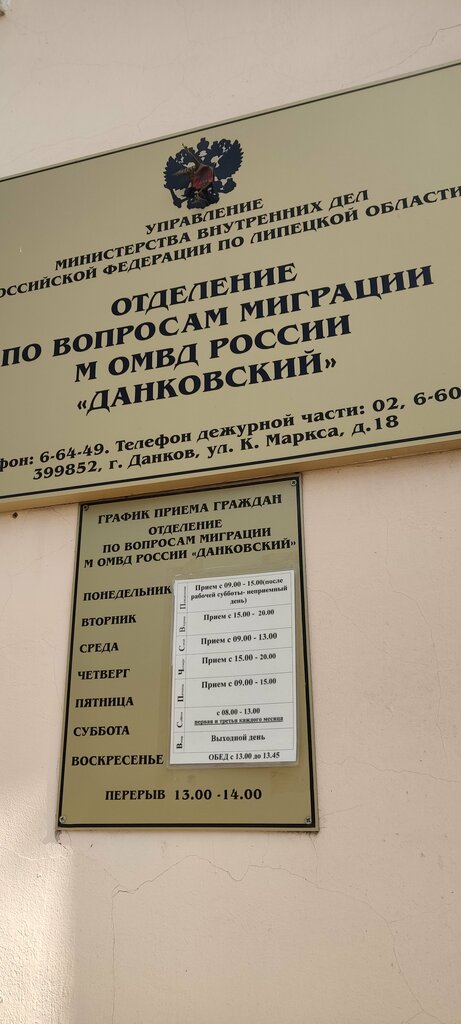 УПРАВЛЕНИЕ
МИНИСТЕРСТВА ВНУТРЕННИХ ДЕЛ
ОССИЙСКОЙ ФЕДЕРАЦИИ ПО ЛИПЕЦКОЙ ОБЛАСТИ
ОТДЕЛЕНИЕ
ПО ВОПРОСАМ МИГРАЦИИ
М ОМВД РОССИИ
«ДАНКОВСКИЙ»
фон: 6-64-49. Телефон дежурной части: 02, 6-60
399852, г. Данков, ул. К. Маркса, д.18
ГРАФИК ПРИЕМА ГРАЖДАН
ОТДЕЛЕНИЕ
ПО ВОПРОСАМ МИГРАЦИИ
М ОМВД РОССИИ «ДАНКОВСКИЙ»
ПОНЕДЕЛЬНИК Прием с 09.00 - 15.00(после
рабочей субботы- неприемный
день)
ВТОРНИК Прием с 15.00 - 20.00
СРЕДА Прием с 09.00 - 13.00
ЧЕТВЕРГ Прием с 15.00 -20.00
ПЯТНИЦА Прием с 09.00 - 15.00
СУББОТА с 08.00 - 13.00
первая и третья каждого месяца
ВОСКРЕСЕНЬЕ Выходной день
ОБЕД с 13.00 до 13.45
ПЕРЕРЫВ 13.00 -14.00